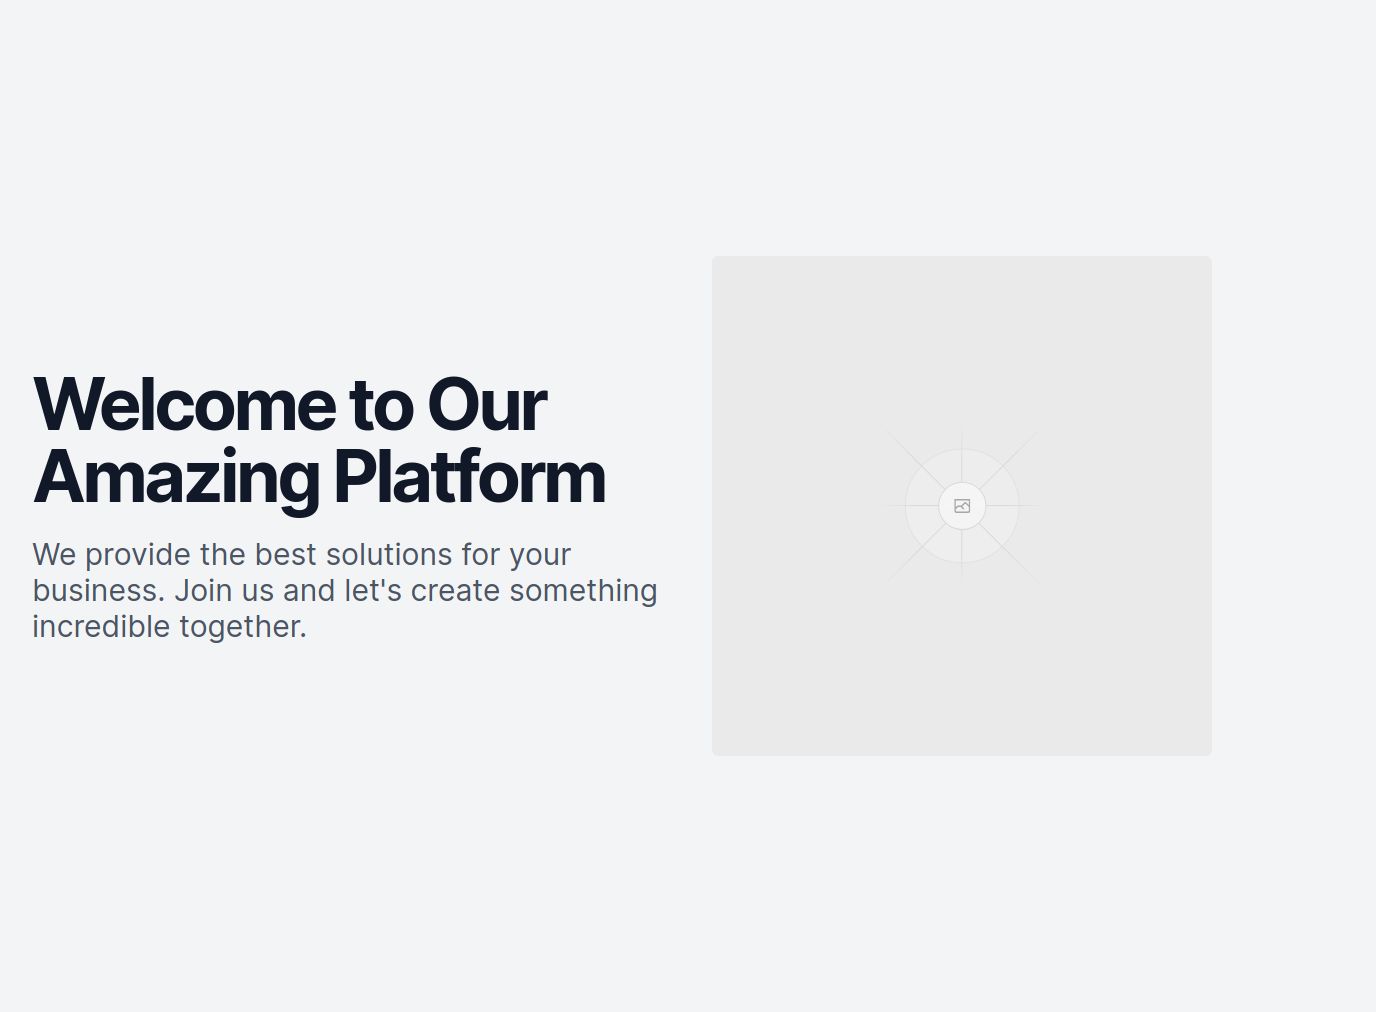 Welcome to Our
Amazing Platform
We provide the best solutions for your
business. Join us and let's create something
incredible together.